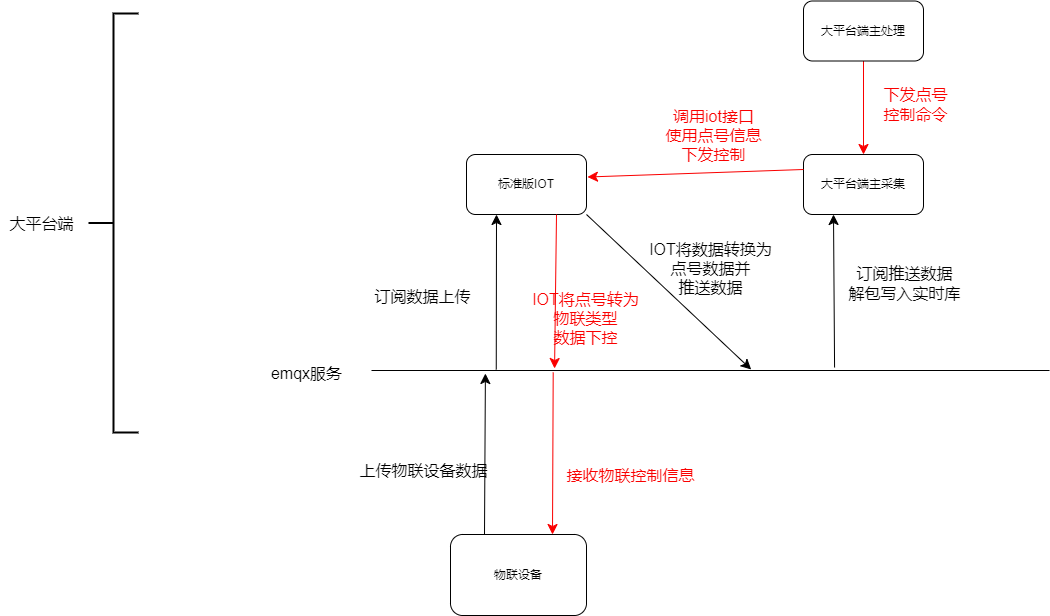 大平台端主处理
下发点号
控制命令
调用iot接口
使用点号信息
下发控制
标准版IOT
大平台端主采集
大平台端
IOT将数据转换为
点号数据并
推送数据
订阅推送数据
解包写入实时库
订阅数据上传
IOT将点号转为
物联类型
数据下控
emqx服务
上传物联设备数据
接收物联控制信息
物联设备